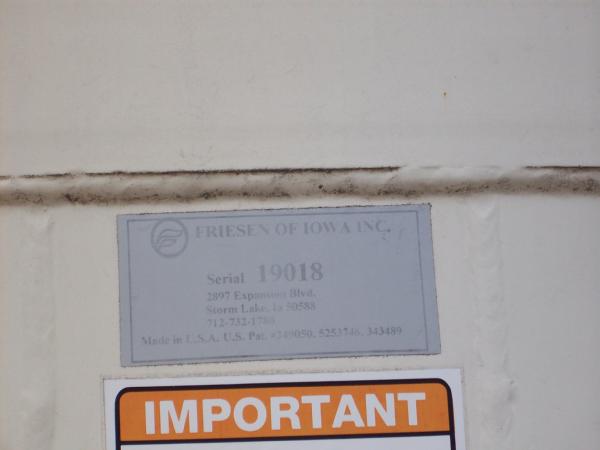 FRIESEN OF IOWA INC.
Serial 19018
2897 Expansion Blvd.
Storm Lake, Ia 50588
712-732-1780
Made in U.S.A. U.S. Pat. #349050, 5253746, 343489
IMPORTANT